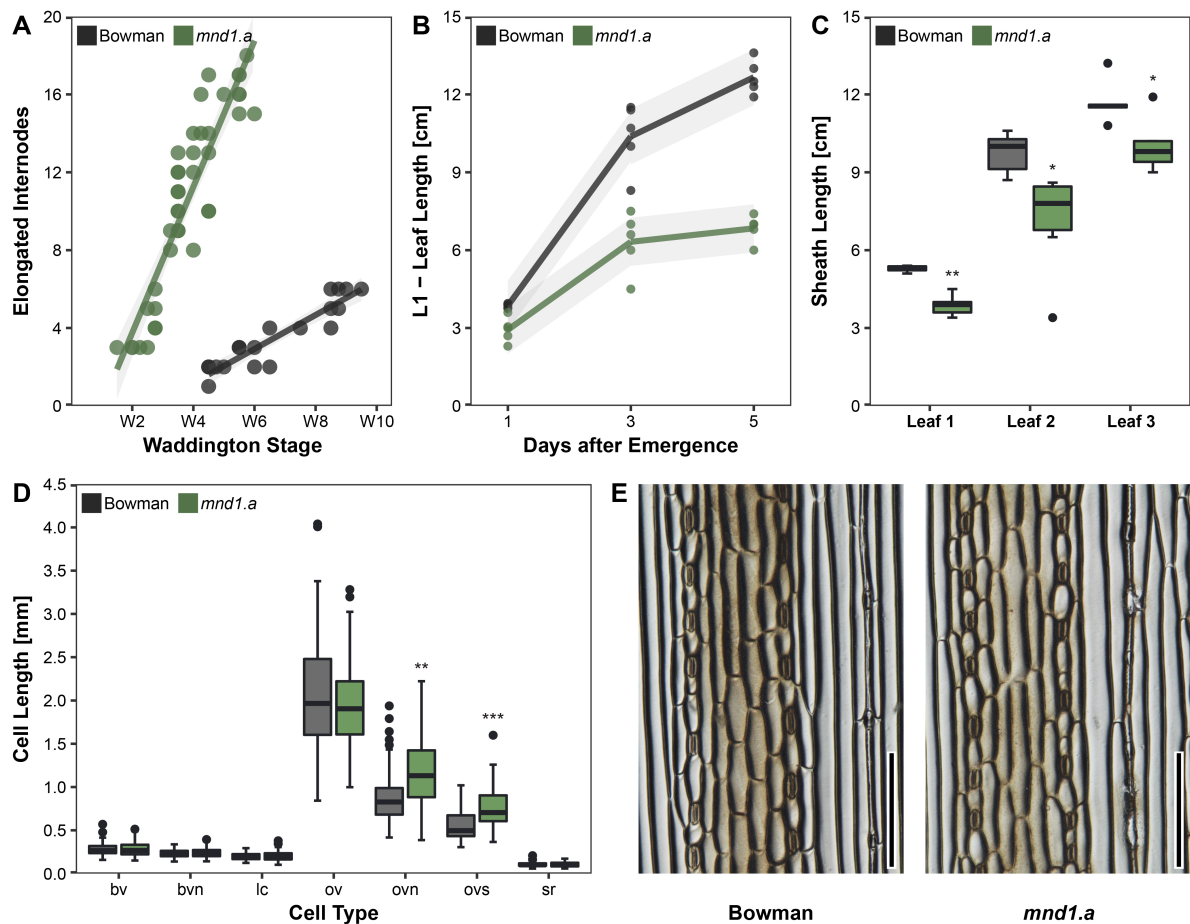 A
Bowman mnd1.a
20
16
12
8
4
0
Elongated Internodes
W2 W4 W6 W8 W10
Waddington Stage
B
Bowman mnd1.a
15
12
9
6
3
0
L1 − Leaf Length [cm]
1 3 5
Days after Emergence
C
Bowman mnd1.a
15
12
9
6
3
0
Sheath Length [cm]
**
*
*
Leaf 1 Leaf 2 Leaf 3
D
Bowman mnd1.a
4.5
4.0
3.5
3.0
2.5
2.0
1.5
1.0
0.5
0.0
Cell Length [mm]
**
***
bv bvn lc ov ovn ovs sr
Cell Type
E
Bowman mnd1.a